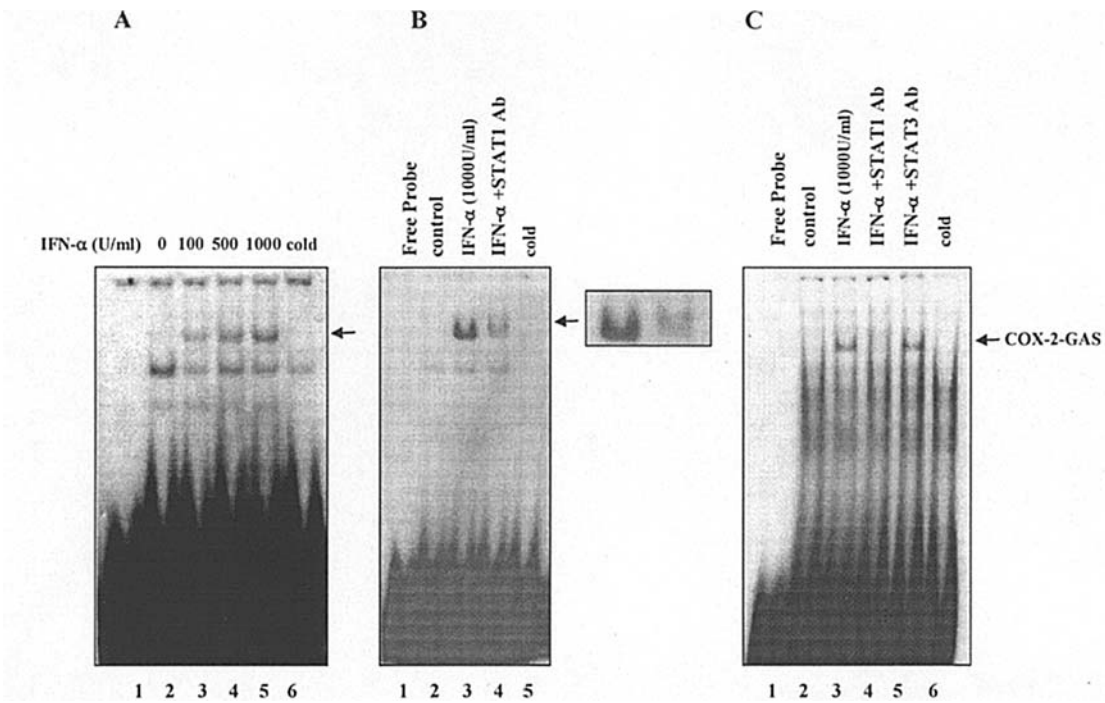 A
B
C
IFN-α (U/ml) 0 100 500 1000 cold
1 2 3 4 5 6
Free Probe
control
IFN-α (1000U/ml)
IFN-α +STAT1 Ab
cold
1 2 3 4 5
Free Probe
control
IFN-α (1000U/ml)
IFN-α +STAT1 Ab
IFN-α +STAT3 Ab
cold
COX-2-GAS
1 2 3 4 5 6